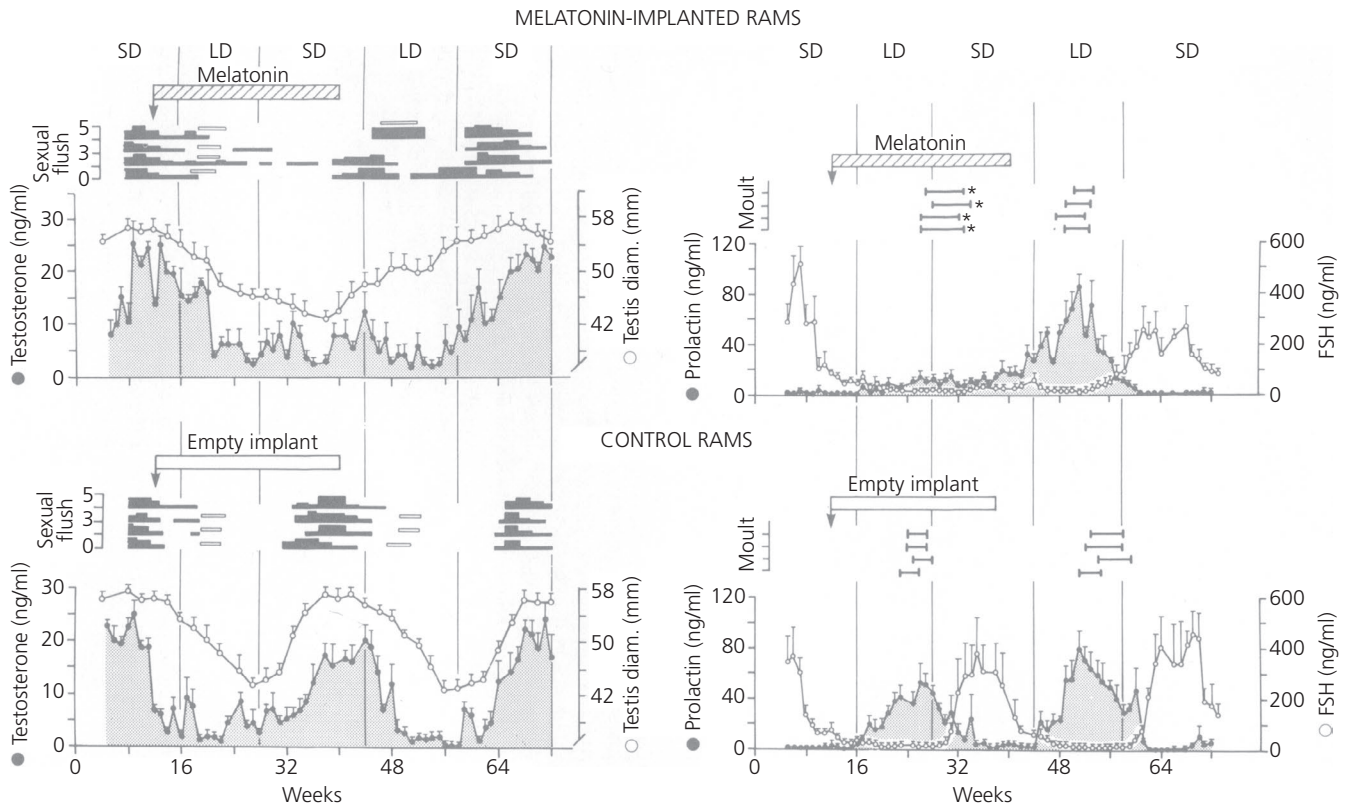 MELATONIN-IMPLANTED RAMS
SD LD SD LD SD
Melatonin
Sexual flush
5
3
2
0
Testosterone (ng/ml)
30
20
10
0
58
50
42
Testis diam. (mm)
SD LD SD LD SD
Melatonin
Moult
*
*
*
*
Prolactin (ng/ml)
120
80
40
0
600
400
200
0
FSH (ng/ml)
CONTROL RAMS
Empty implant
Sexual flush
5
3
2
0
Testosterone (ng/ml)
30
20
10
0
58
50
42
Testis diam. (mm)
0 16 32 48 64
Weeks
Empty implant
Moult
Prolactin (ng/ml)
120
80
40
0
600
400
200
0
FSH (ng/ml)
0 16 32 48 64
Weeks